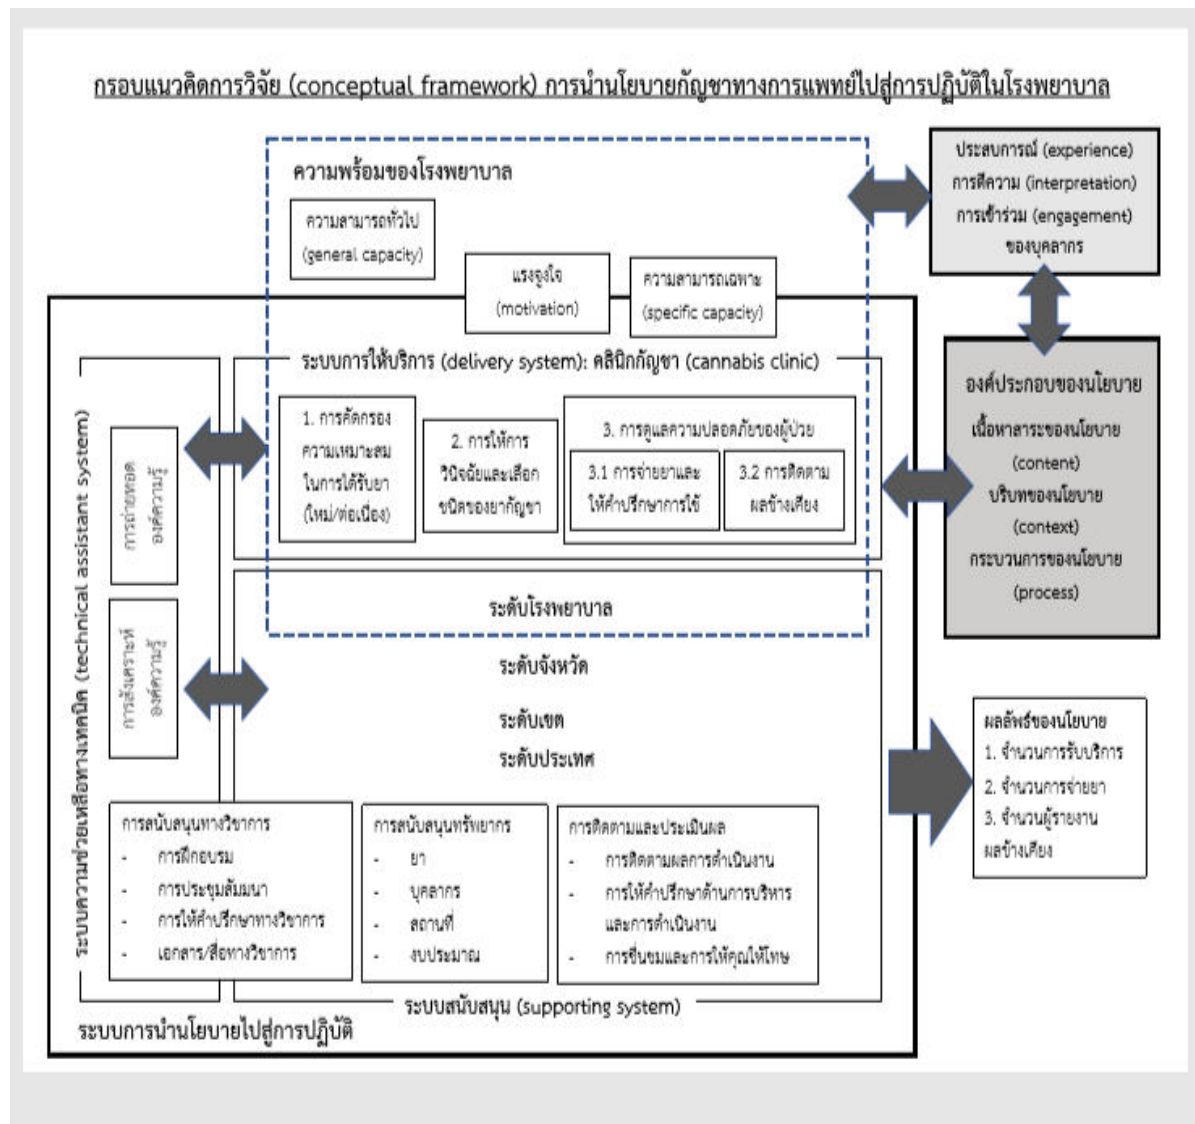 กรอบแนวคิดการวิจัย (conceptual framework) การนำนโยบายกัญชาทางการแพทย์ไปสู่การปฏิบัติในโรงพยาบาล
ความพร้อมของโรงพยาบาล
ความสามารถทั่วไป
(general capacity)
แรงจูงใจ
(motivation)
ความสามารถเฉพาะ
(specific capacity)
ประสบการณ์ (experience)
การตีความ (interpretation)
การเข้าร่วม (engagement)
ของบุคลากร
ระบบการให้บริการ (delivery system): คลินิกกัญชา (cannabis clinic)
1. การคัดกรอง
ความเหมาะสม
ในการได้รับยา
(ใหม่/ต่อเนื่อง)
2. การให้การ
วินิจฉัยและเลือก
ชนิดของยากัญชา
3. การดูแลความปลอดภัยของผู้ป่วย
3.1 การจ่ายยาและ
ให้คำปรึกษาการใช้
3.2 การติดตาม
ผลข้างเคียง
องค์ประกอบของนโยบาย
เนื้อหาสาระของนโยบาย
(content)
บริบทของนโยบาย
(context)
กระบวนการของนโยบาย
(process)
ระบบความช่วยเหลือทางเทคนิค (technical assistant system)
การถ่ายทอด
องค์ความรู้
การสังเคราะห์
องค์ความรู้
ระดับโรงพยาบาล
ระดับจังหวัด
ระดับเขต
ระดับประเทศ
การสนับสนุนทางวิชาการ
- การฝึกอบรม
- การประชุมสัมมนา
- การให้คำปรึกษาทางวิชาการ
- เอกสาร/สื่อทางวิชาการ
การสนับสนุนทรัพยากร
- ยา
- บุคลากร
- สถานที่
- งบประมาณ
การติดตามและประเมินผล
- การติดตามผลการดำเนินงาน
- การให้คำปรึกษาด้านการบริหาร
และการดำเนินงาน
- การชื่นชมและการให้คุณให้โทษ
ผลลัพธ์ของนโยบาย
1. จำนวนการรับบริการ
2. จำนวนการจ่ายยา
3. จำนวนผู้รายงาน
ผลข้างเคียง
ระบบสนับสนุน (supporting system)
ระบบการนำนโยบายไปสู่การปฏิบัติ